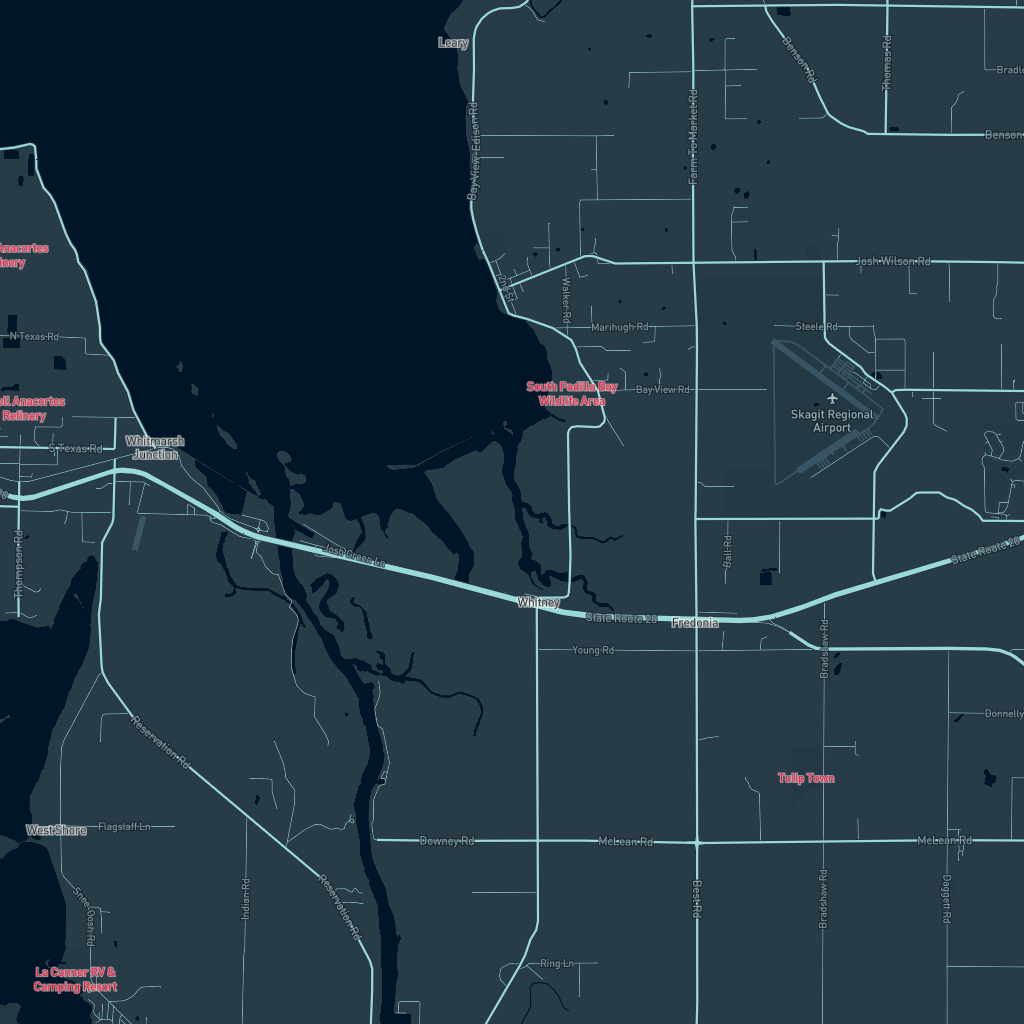 Leary
Benson Rd
Thomas Rd
Bradle
Benson
Bay View-Edison Rd
Farm To Market Rd
Anacortes
inery
2nd St
Walker Rd
Josh Wilson Rd
N Texas Rd
Marihugh Rd
Steele Rd
South Padilla Bay
Wildlife Area
Bay View Rd
ell Anacortes
Refinery
Skagit Regional
Airport
Whitmarsh
Junction
S Texas Rd
20
Thompson Rd
Josh Green Ln
Ball Rd
State Route 20
Whitney
State Route 20
Fredonia
Young Rd
Bradshaw Rd
Donnelly
Reservation Rd
Tulip Town
West Shore
Flagstaff Ln
Downey Rd
McLean Rd
McLean Rd
Snee Oosh Rd
Indian Rd
Reservation Rd
Best Rd
Bradshaw Rd
Daggett Rd
Ring Ln
La Conner RV &
Camping Resort